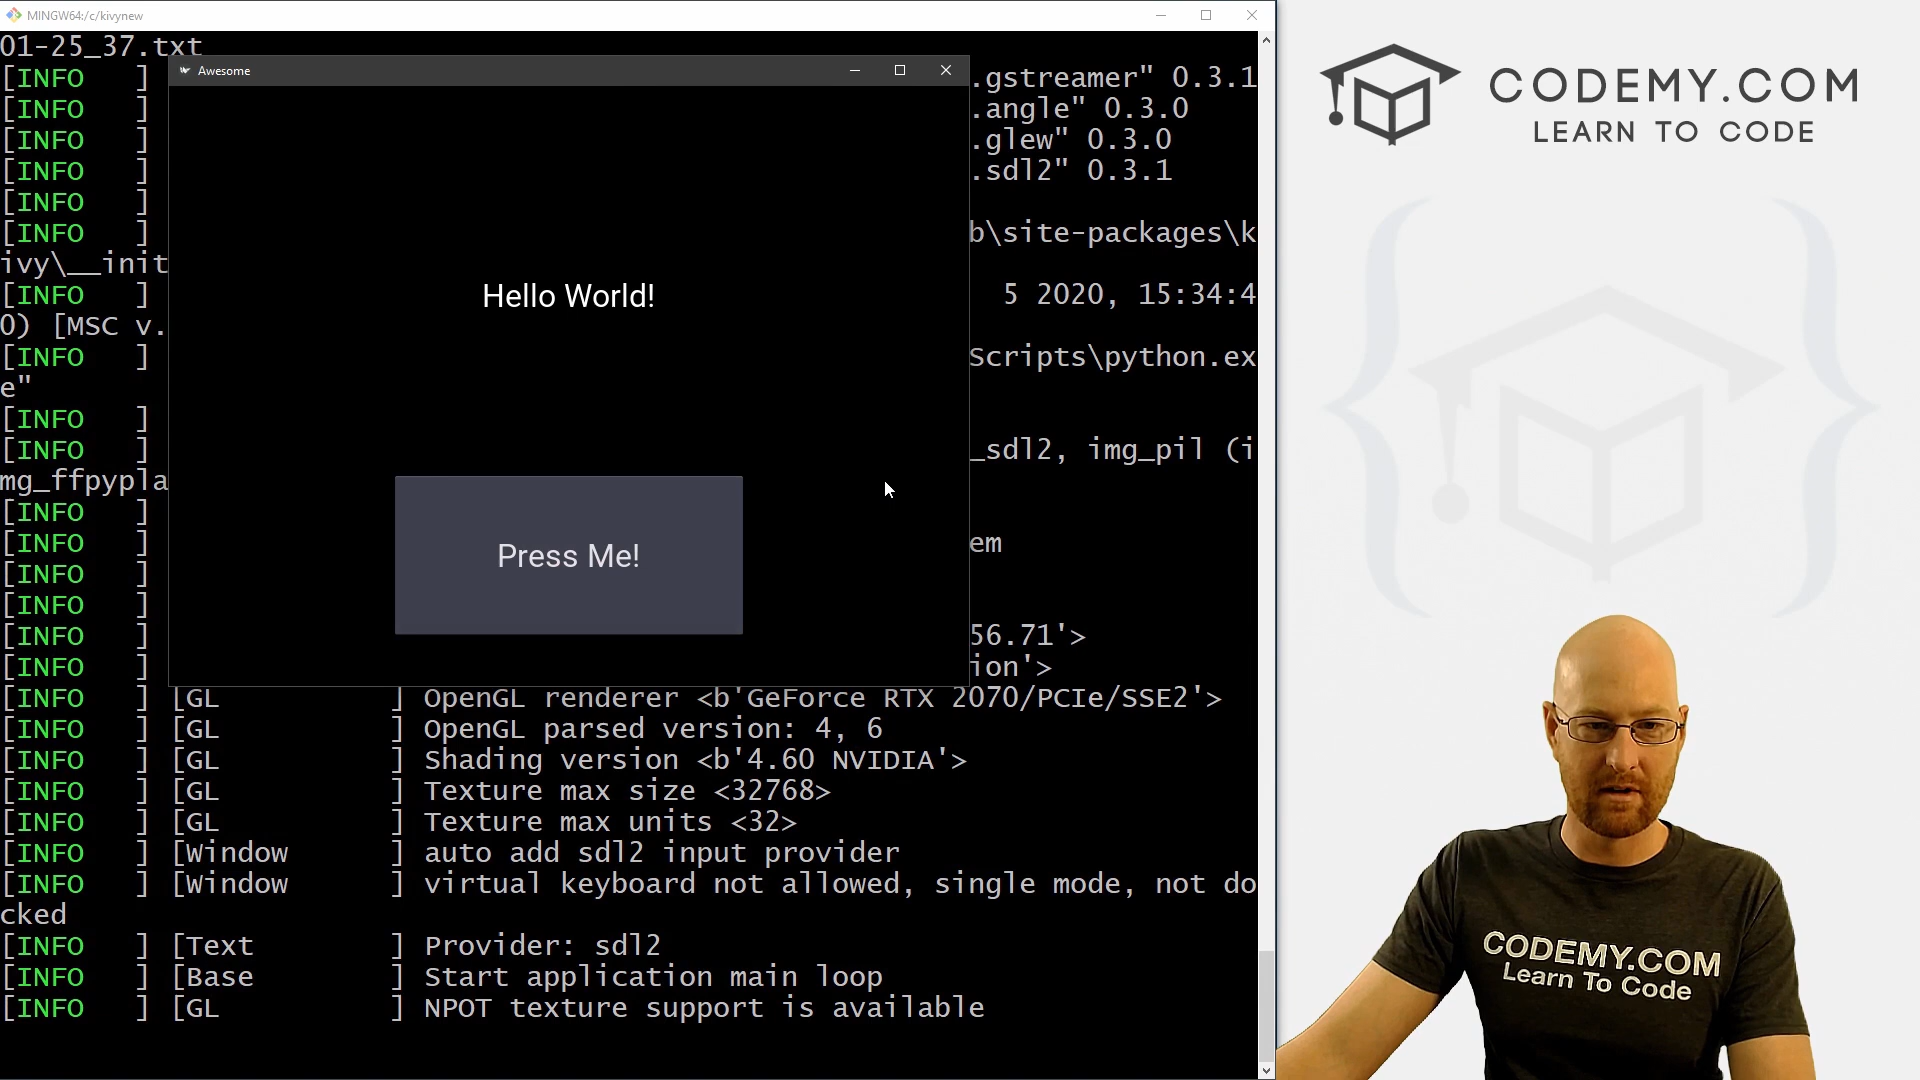 MINGW64:/c/kivynew
01-25_37.txt
Awesome
[INFO ] .gstreamer" 0.3.1
[INFO ] .angle" 0.3.0
[INFO ] .glew" 0.3.0
[INFO ] .sdl2" 0.3.1
[INFO ]
[INFO ] b\site-packages\k
ivy\__init
[INFO ] 5 2020, 15:34:4
0) [MSC v.
[INFO ] Scripts\python.ex
e"
[INFO ]
[INFO ] _sdl2, img_pil (i
mg_ffpypla
[INFO ]
[INFO ] em
[INFO ]
[INFO ]
[INFO ] 56.71'>
[INFO ] ion'>
Hello World!
Press Me!
[INFO ] [GL ] OpenGL renderer <b'GeForce RTX 2070/PCIe/SSE2'>
[INFO ] [GL ] OpenGL parsed version: 4, 6
[INFO ] [GL ] Shading version <b'4.60 NVIDIA'>
[INFO ] [GL ] Texture max size <32768>
[INFO ] [GL ] Texture max units <32>
[INFO ] [Window ] auto add sdl2 input provider
[INFO ] [Window ] virtual keyboard not allowed, single mode, not do
cked
[INFO ] [Text ] Provider: sdl2
[INFO ] [Base ] Start application main loop
[INFO ] [GL ] NPOT texture support is available
CODEMY.COM
LEARN TO CODE
CODEMY.COM
Learn To Code